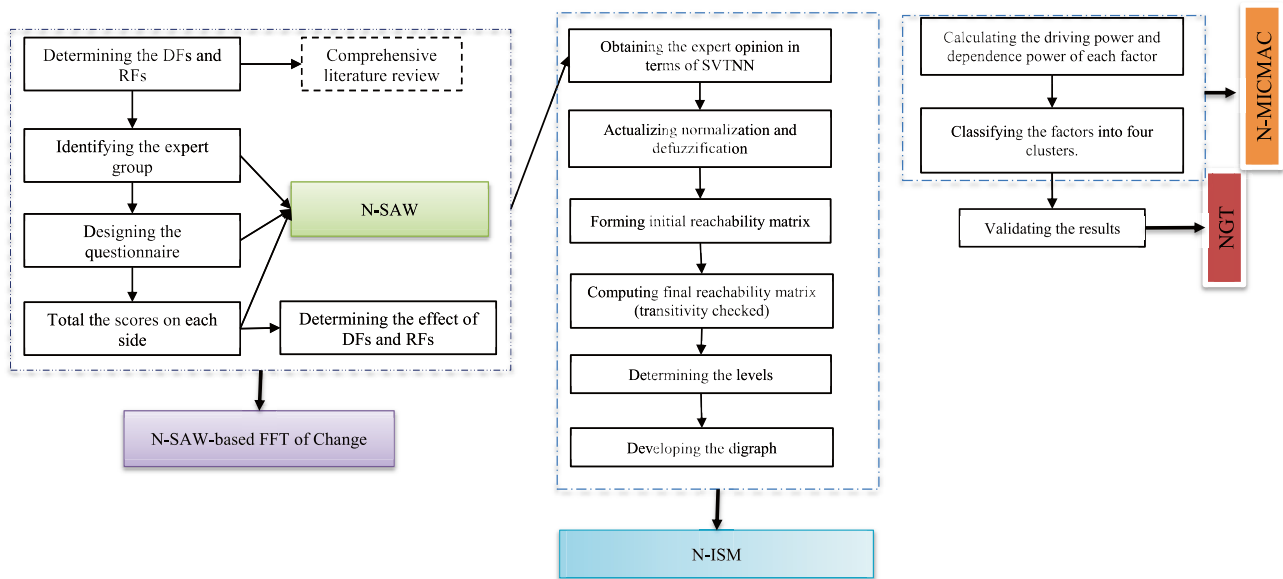 Determining the DFs and
RFs
Comprehensive
literature review
Identifying the expert
group
N-SAW
Designing the
questionnaire
Total the scores on each
side
Determining the effect of
DFs and RFs
N-SAW-based FFT of Change
Obtaining the expert opinion in
terms of SVTNN
Actualizing normalization and
defuzzification
Forming initial reachability matrix
Computing final reachability matrix
(transitivity checked)
Determining the levels
Developing the digraph
N-ISM
Calculating the driving power and
dependence power of each factor
Classifying the factors into four
clusters.
Validating the results
N-MICMAC
NGT